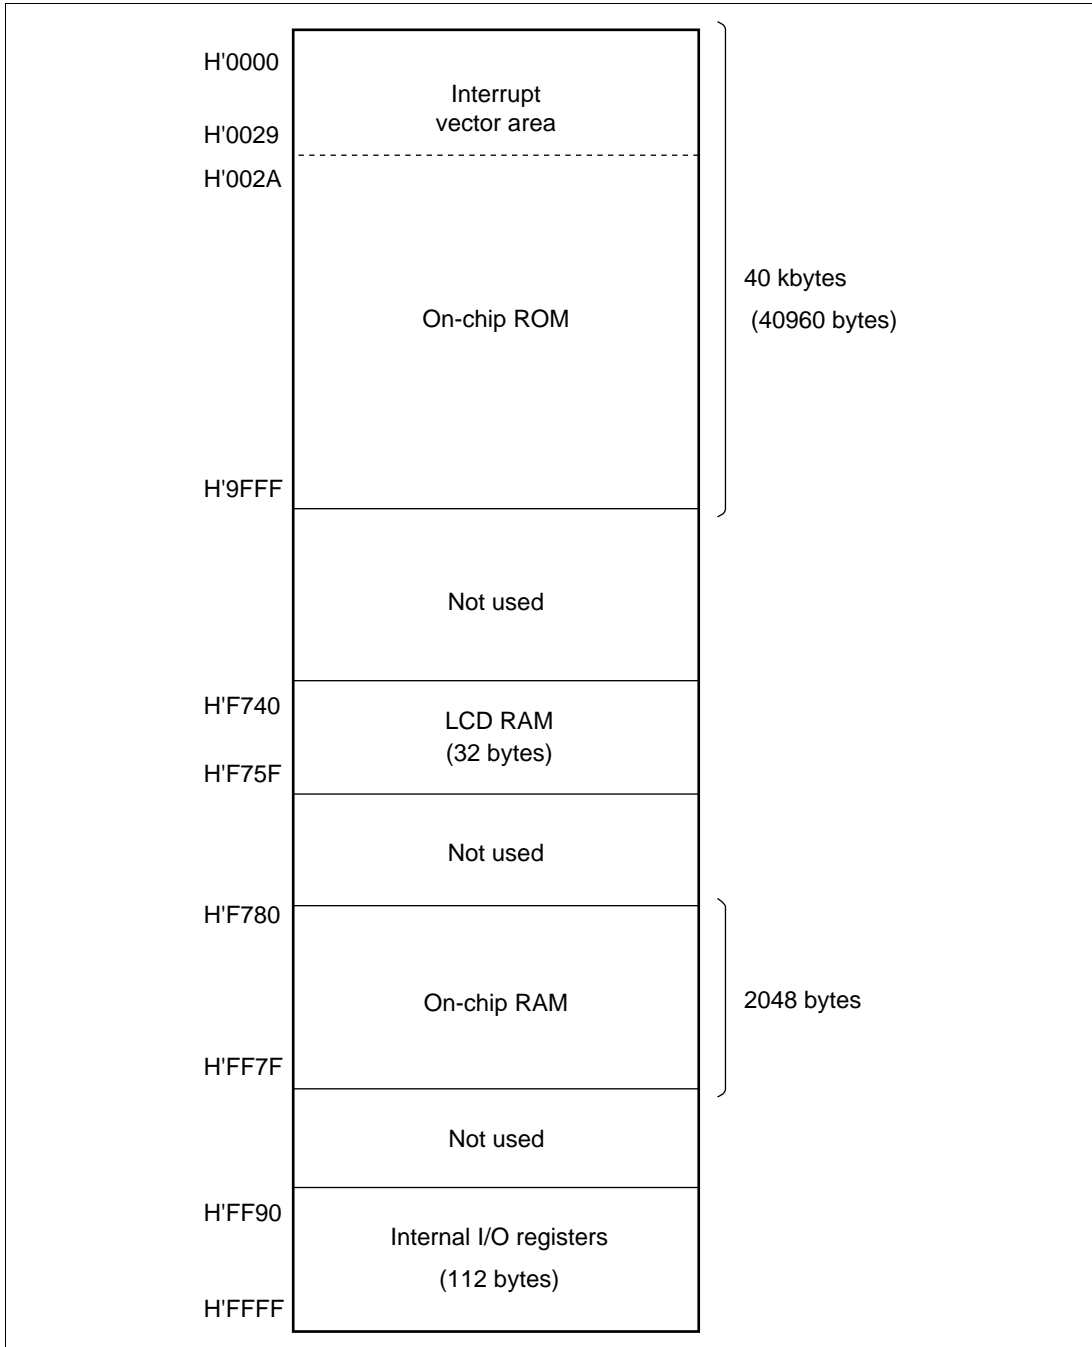 H'0000
Interrupt
vector area
H'0029
H'002A
40 kbytes
On-chip ROM
(40960 bytes)
H'9FFF
Not used
H'F740
LCD RAM
(32 bytes)
H'F75F
Not used
H'F780
On-chip RAM
2048 bytes
H'FF7F
Not used
H'FF90
Internal I/O registers
(112 bytes)
H'FFFF